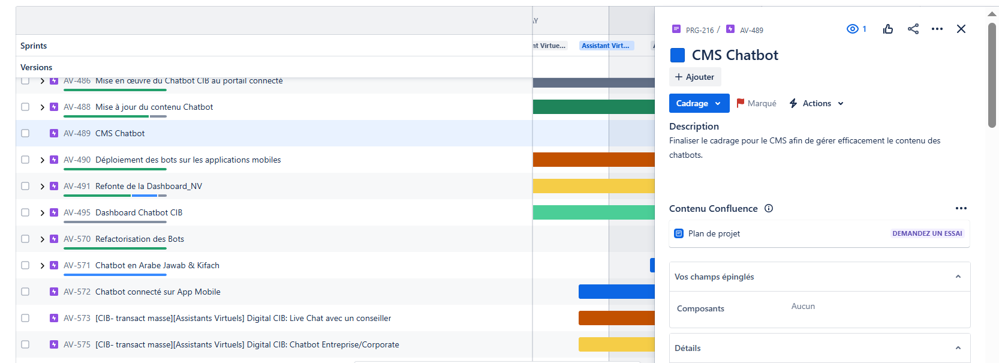 AY
Sprints
nt Virtue...
Assistant Virt...
Versions
AV-486 Mise en œuvre du Chatbot CIB au portail connecté
AV-488 Mise à jour du contenu Chatbot
AV-489 CMS Chatbot
AV-490 Déploiement des bots sur les applications mobiles
AV-491 Refonte de la Dashboard_NV
AV-495 Dashboard Chatbot CIB
AV-570 Refactorisation des Bots
AV-571 Chatbot en Arabe Jawab & Kifach
AV-572 Chatbot connecté sur App Mobile
AV-573 [CIB- transact masse][Assistants Virtuels] Digital CIB: Live Chat avec un conseiller
AV-575 [CIB- transact masse][Assistants Virtuels] Digital CIB: Chatbot Entreprise/Corporate
PRG-216 / AV-489
1
CMS Chatbot
+ Ajouter
Cadrage
Marqué
Actions
Description
Finaliser le cadrage pour le CMS afin de gérer efficacement le contenu des
chatbots.
Contenu Confluence
Plan de projet
DEMANDEZ UN ESSAI
Vos champs épinglés
Composants
Aucun
Détails